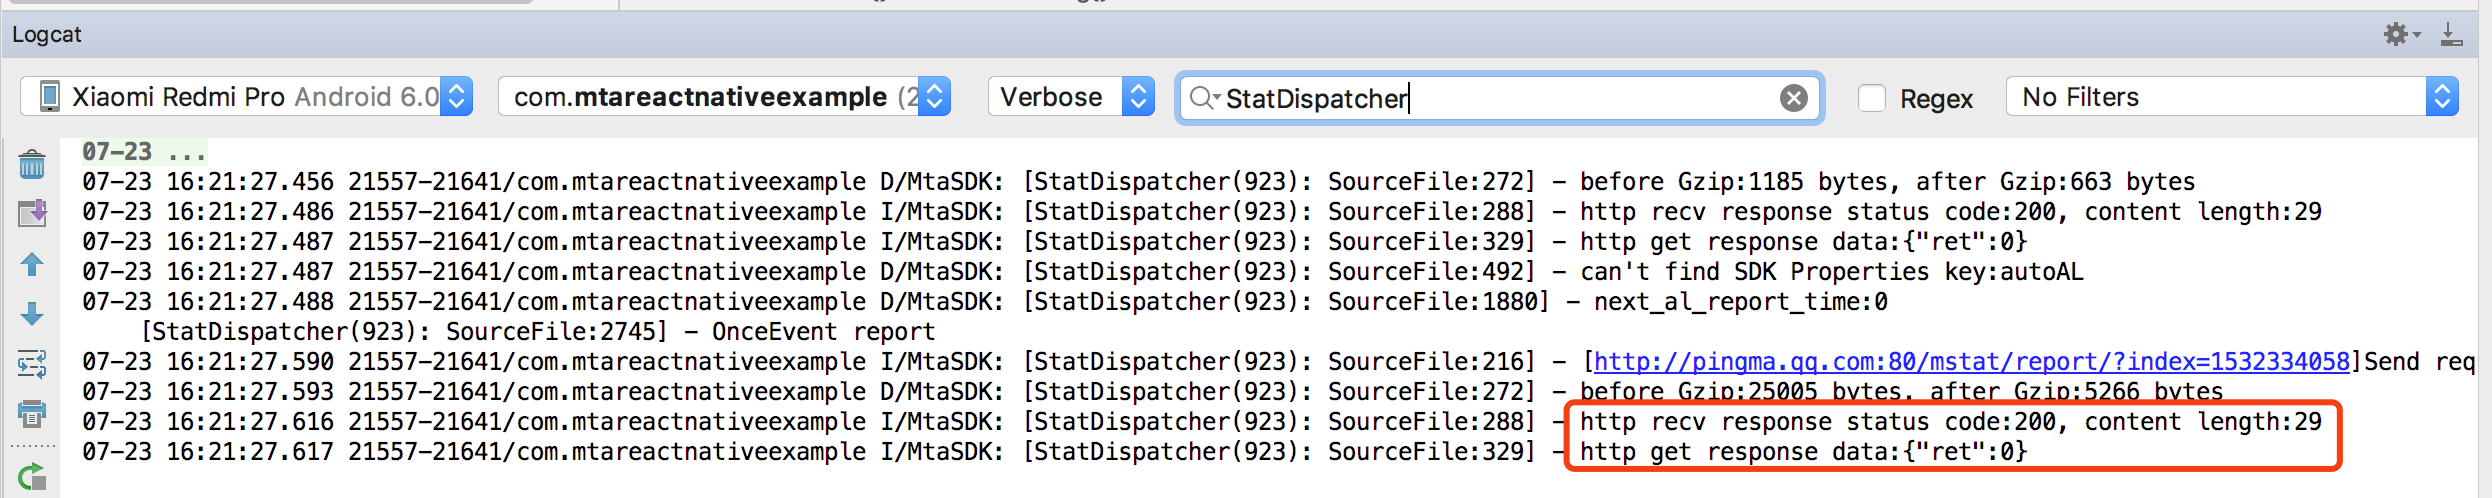 Logcat
Xiaomi Redmi Pro Android 6.0 com.mtareactnativeexample (2 Verbose StatDispatcher Regex No Filters
07-23 ...
07-23 16:21:27.456 21557-21641/com.mtareactnativeexample D/MtaSDK: [StatDispatcher(923): SourceFile:272] - before Gzip:1185 bytes, after Gzip:663 bytes
07-23 16:21:27.486 21557-21641/com.mtareactnativeexample I/MtaSDK: [StatDispatcher(923): SourceFile:288] - http recv response status code:200, content length:29
07-23 16:21:27.487 21557-21641/com.mtareactnativeexample I/MtaSDK: [StatDispatcher(923): SourceFile:329] - http get response data:{"ret":0}
07-23 16:21:27.487 21557-21641/com.mtareactnativeexample D/MtaSDK: [StatDispatcher(923): SourceFile:492] - can't find SDK Properties key:autoAL
07-23 16:21:27.488 21557-21641/com.mtareactnativeexample D/MtaSDK: [StatDispatcher(923): SourceFile:1880] - next_al_report_time:0
[StatDispatcher(923): SourceFile:2745] - OnceEvent report
07-23 16:21:27.590 21557-21641/com.mtareactnativeexample I/MtaSDK: [StatDispatcher(923): SourceFile:216] - [http://pingma.qq.com:80/mstat/report/?index=1532334058]Send req
07-23 16:21:27.593 21557-21641/com.mtareactnativeexample D/MtaSDK: [StatDispatcher(923): SourceFile:272] - before Gzip:25005 bytes, after Gzip:5266 bytes
07-23 16:21:27.616 21557-21641/com.mtareactnativeexample I/MtaSDK: [StatDispatcher(923): SourceFile:288] - http recv response status code:200, content length:29
07-23 16:21:27.617 21557-21641/com.mtareactnativeexample I/MtaSDK: [StatDispatcher(923): SourceFile:329] - http get response data:{"ret":0}